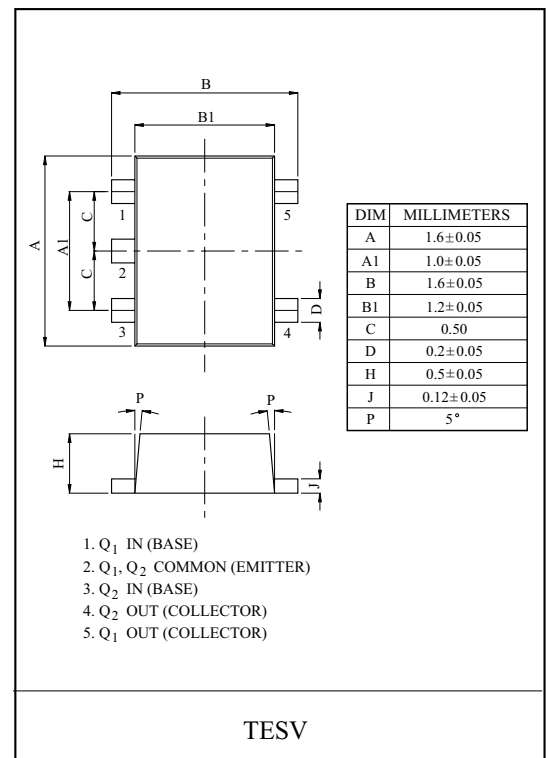 B
B1
1
5
C
A
A1
2
C
D
3
4
DIM MILLIMETERS
A 1.6±0.05
A1 1.0±0.05
B 1.6±0.05
B1 1.2±0.05
C 0.50
D 0.2±0.05
H 0.5±0.05
J 0.12±0.05
P 5°
P P
H
J
1. Q1 IN (BASE)
2. Q1, Q2 COMMON (EMITTER)
3. Q2 IN (BASE)
4. Q2 OUT (COLLECTOR)
5. Q1 OUT (COLLECTOR)
TESV